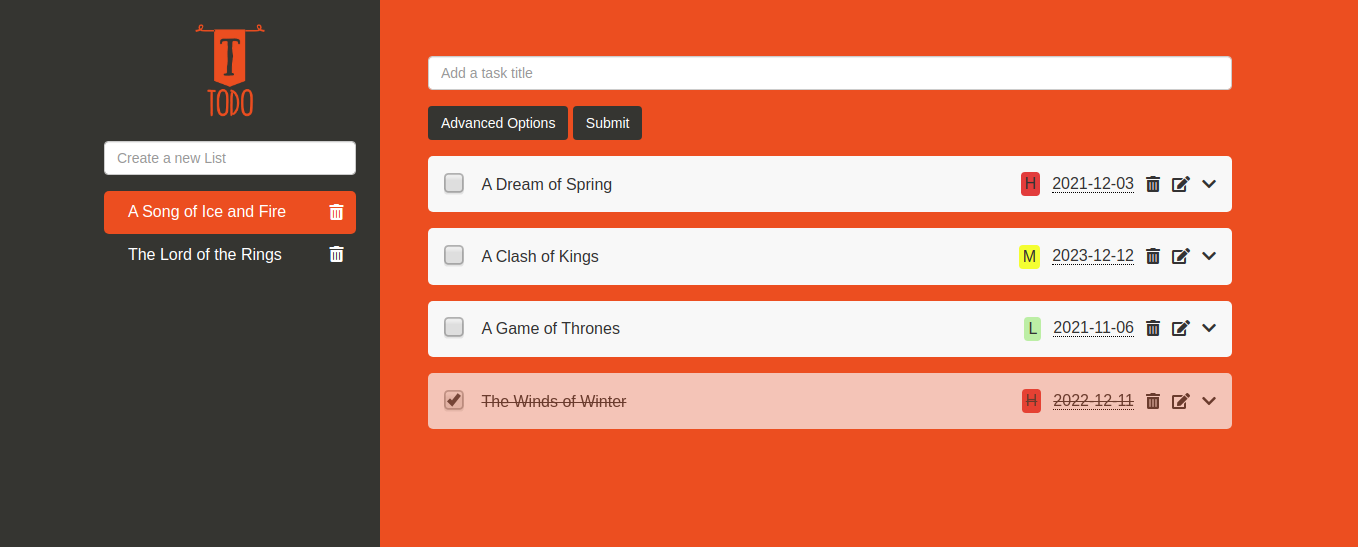 T
TODO
Create a new List
A Song of Ice and Fire
The Lord of the Rings
Add a task title
Advanced Options Submit
A Dream of Spring H 2021-12-03
A Clash of Kings M 2023-12-12
A Game of Thrones L 2021-11-06
The Winds of Winter H 2022-12-11